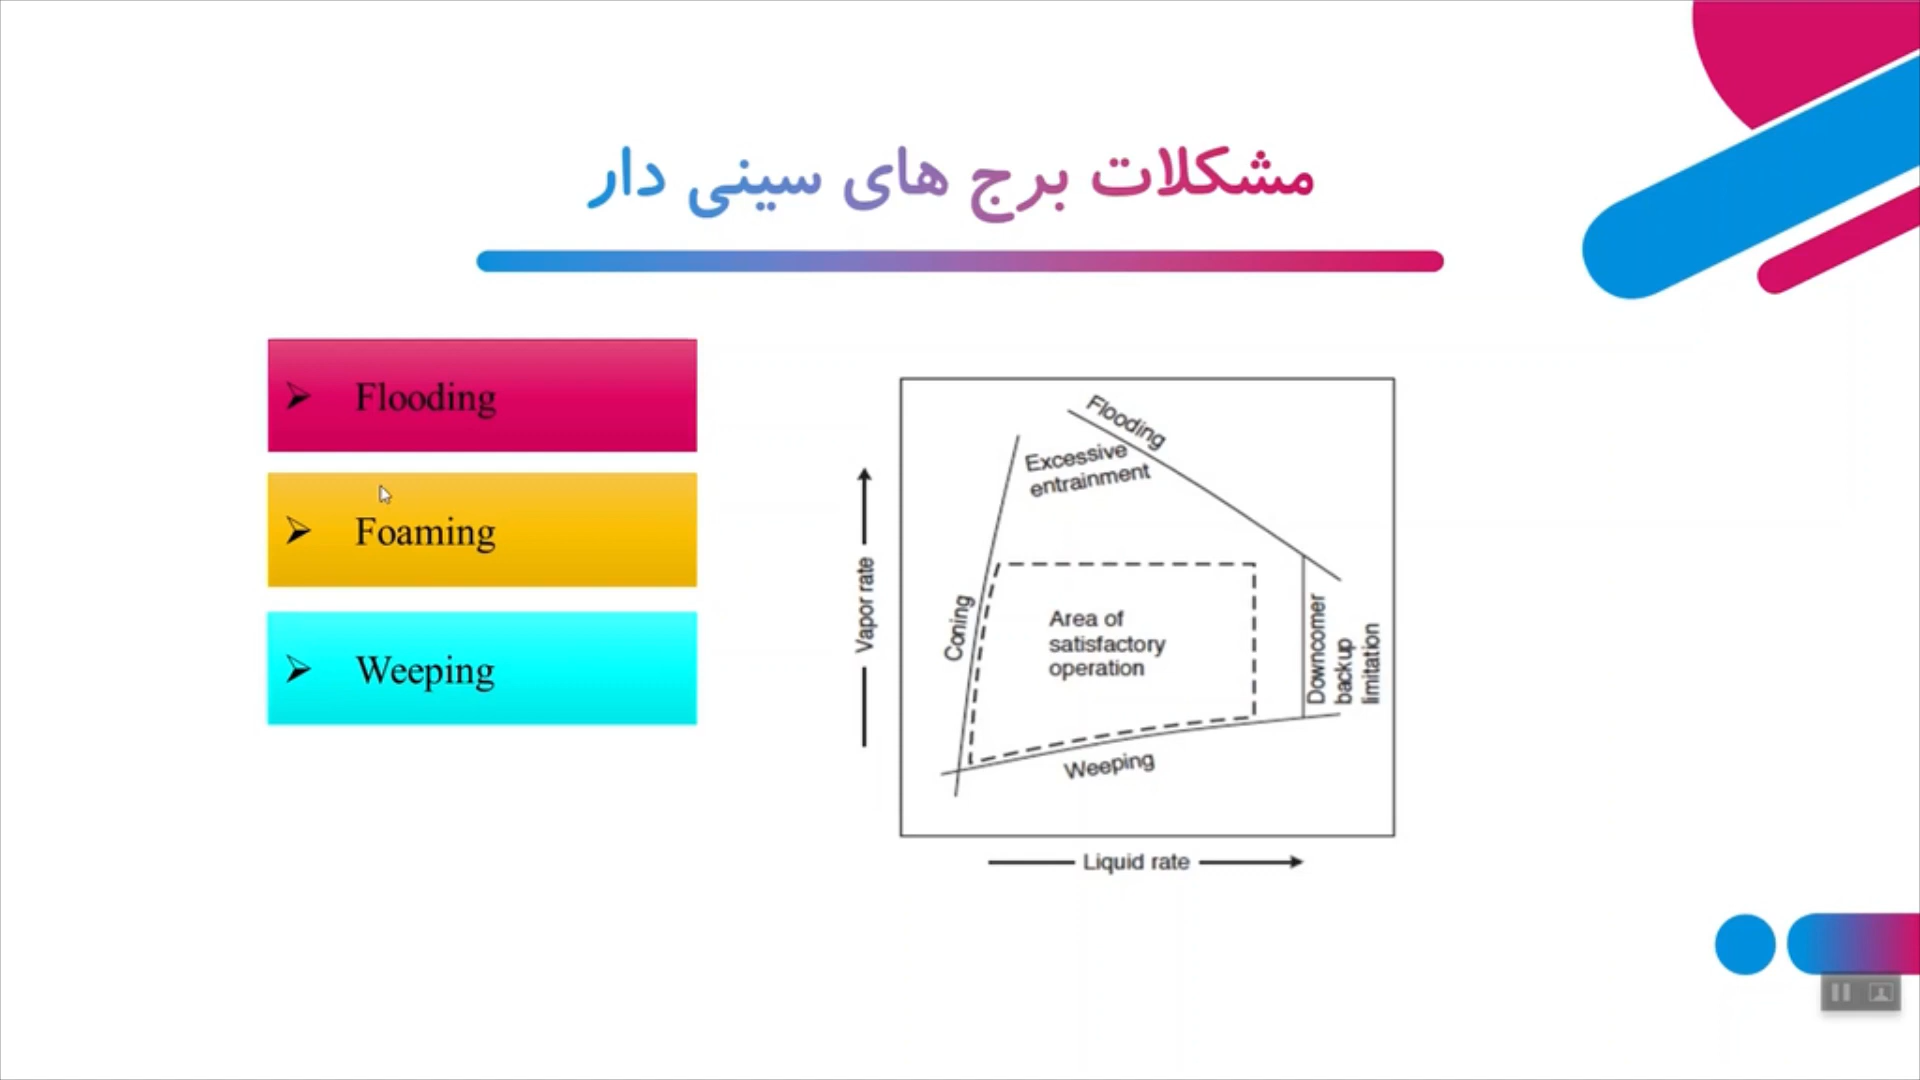 مشکلات برج های سینی دار
Flooding
Foaming
Weeping
Flooding
Excessive
entrainment
Coning
Vapor rate
Area of
satisfactory
operation
Downcomer
backup
limitation
Weeping
Liquid rate